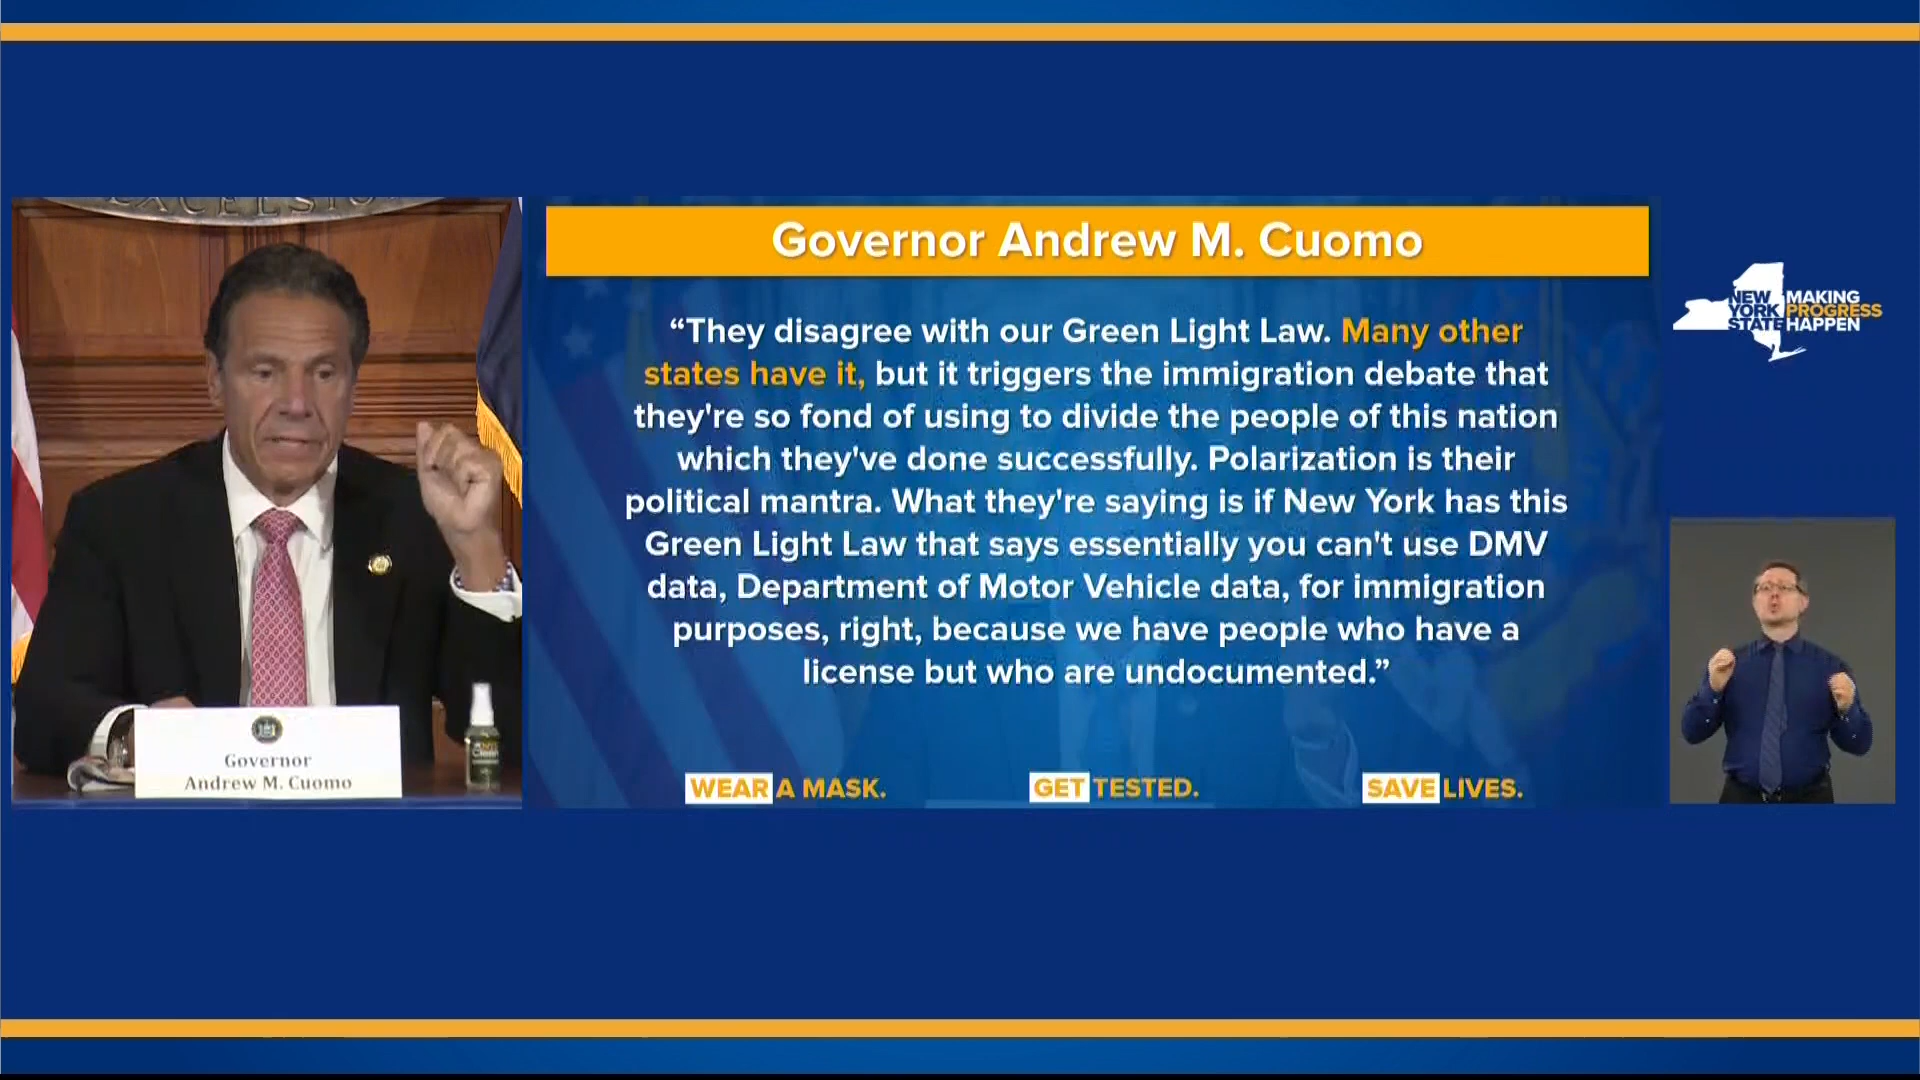 EXCELSIOR
Governor Andrew M. Cuomo
“They disagree with our Green Light Law. Many other
states have it, but it triggers the immigration debate that
they're so fond of using to divide the people of this nation
which they've done successfully. Polarization is their
political mantra. What they're saying is if New York has this
Green Light Law that says essentially you can't use DMV
data, Department of Motor Vehicle data, for immigration
purposes, right, because we have people who have a
license but who are undocumented.”
WEAR A MASK. GET TESTED. SAVE LIVES.
NEW YORK STATE
MAKING PROGRESS HAPPEN
Governor
Andrew M. Cuomo
Clean